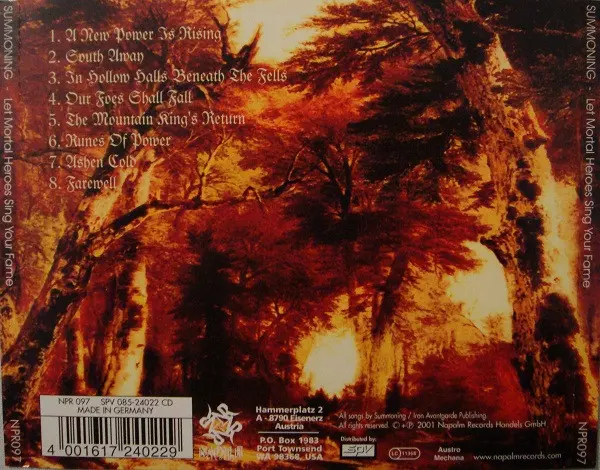 1. A New Power Is Rising
2. South Away
3. In Hollow Halls Beneath The Fells
4. Our Foes Shall Fall
5. The Mountain King's Return
6. Runes Of Power
7. Ashen Cold
8. Farewell
SUMMONING - Let Mortal Heroes Sing Your Fame
NPR097
SUMMONING - Let Mortal Heroes Sing Your Fame
NPR097
NPR 097 SPV 085-24022 CD
MADE IN GERMANY
4 001617 240229
NAPALM
Hammerplatz 2
A - 8790 Eisenerz
Austria
P.O. Box 1983
Port Townsend
WA 98368, USA
All songs by Summoning / Iron Avantgarde Publishing.
All rights reserved. © + ℗ 2001 Napalm Records Handels GmbH
Distributed by:
SPV
LC 11908
Austro
Mechana
www.napalmrecords.com